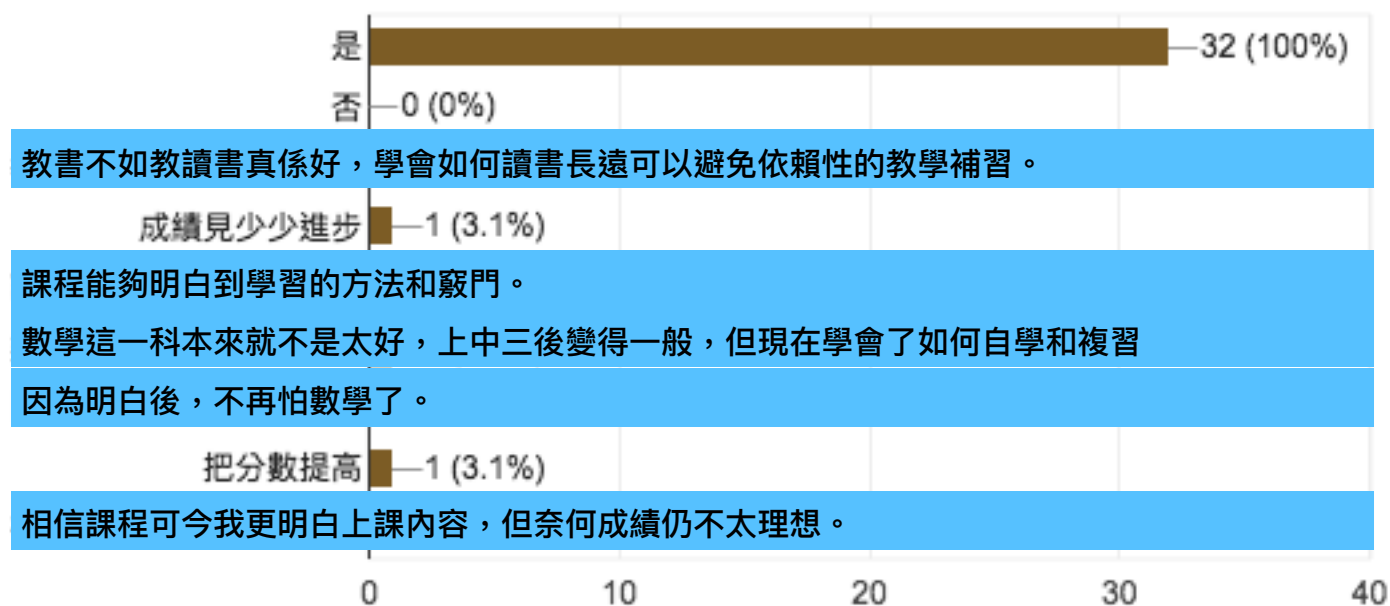 是 32 (100%)
否 0 (0%)
教書不如教讀書真係好，學會如何讀書長遠可以避免依賴性的教學補習。
成績見少少進步 1 (3.1%)
課程能夠明白到學習的方法和竅門。
數學這一科本來就不是太好，上中三後變得一般，但現在學會了如何自學和複習
因為明白後，不再怕數學了。
把分數提高 1 (3.1%)
相信課程可今我更明白上課內容，但奈何成績仍不太理想。
0 10 20 30 40